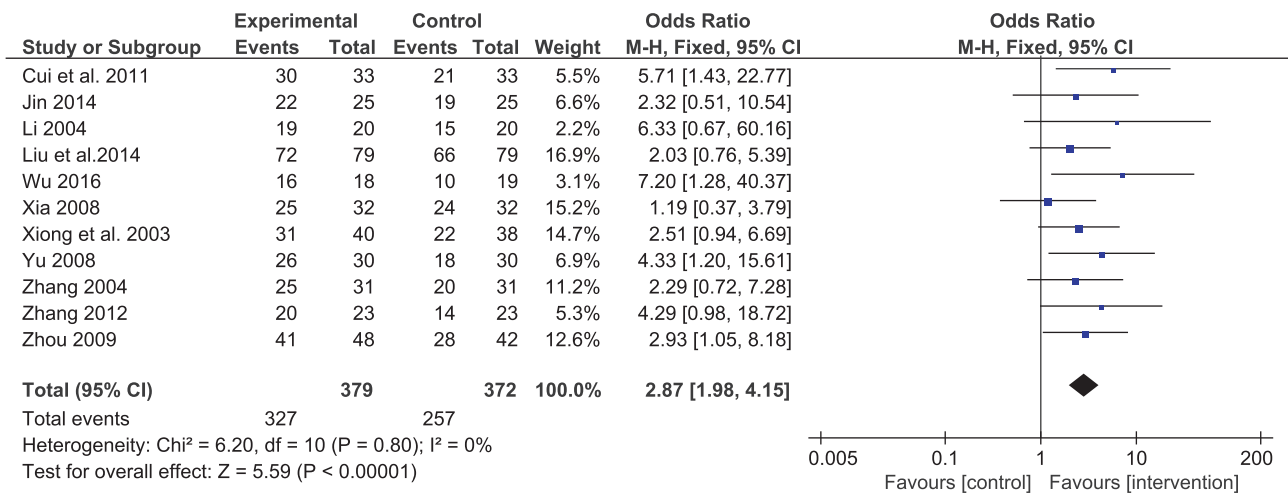 Experimental Control Odds Ratio Odds Ratio
Study or Subgroup Events Total Events Total Weight M-H, Fixed, 95% CI M-H, Fixed, 95% CI
Cui et al. 2011 30 33 21 33 5.5% 5.71 [1.43, 22.77]
Jin 2014 22 25 19 25 6.6% 2.32 [0.51, 10.54]
Li 2004 19 20 15 20 2.2% 6.33 [0.67, 60.16]
Liu et al.2014 72 79 66 79 16.9% 2.03 [0.76, 5.39]
Wu 2016 16 18 10 19 3.1% 7.20 [1.28, 40.37]
Xia 2008 25 32 24 32 15.2% 1.19 [0.37, 3.79]
Xiong et al. 2003 31 40 22 38 14.7% 2.51 [0.94, 6.69]
Yu 2008 26 30 18 30 6.9% 4.33 [1.20, 15.61]
Zhang 2004 25 31 20 31 11.2% 2.29 [0.72, 7.28]
Zhang 2012 20 23 14 23 5.3% 4.29 [0.98, 18.72]
Zhou 2009 41 48 28 42 12.6% 2.93 [1.05, 8.18]
Total (95% CI) 379 372 100.0% 2.87 [1.98, 4.15]
Total events 327 257
Heterogeneity: Chi² = 6.20, df = 10 (P = 0.80); I² = 0%
Test for overall effect: Z = 5.59 (P < 0.00001)
0.005 0.1 1 10 200
Favours [control] Favours [intervention]